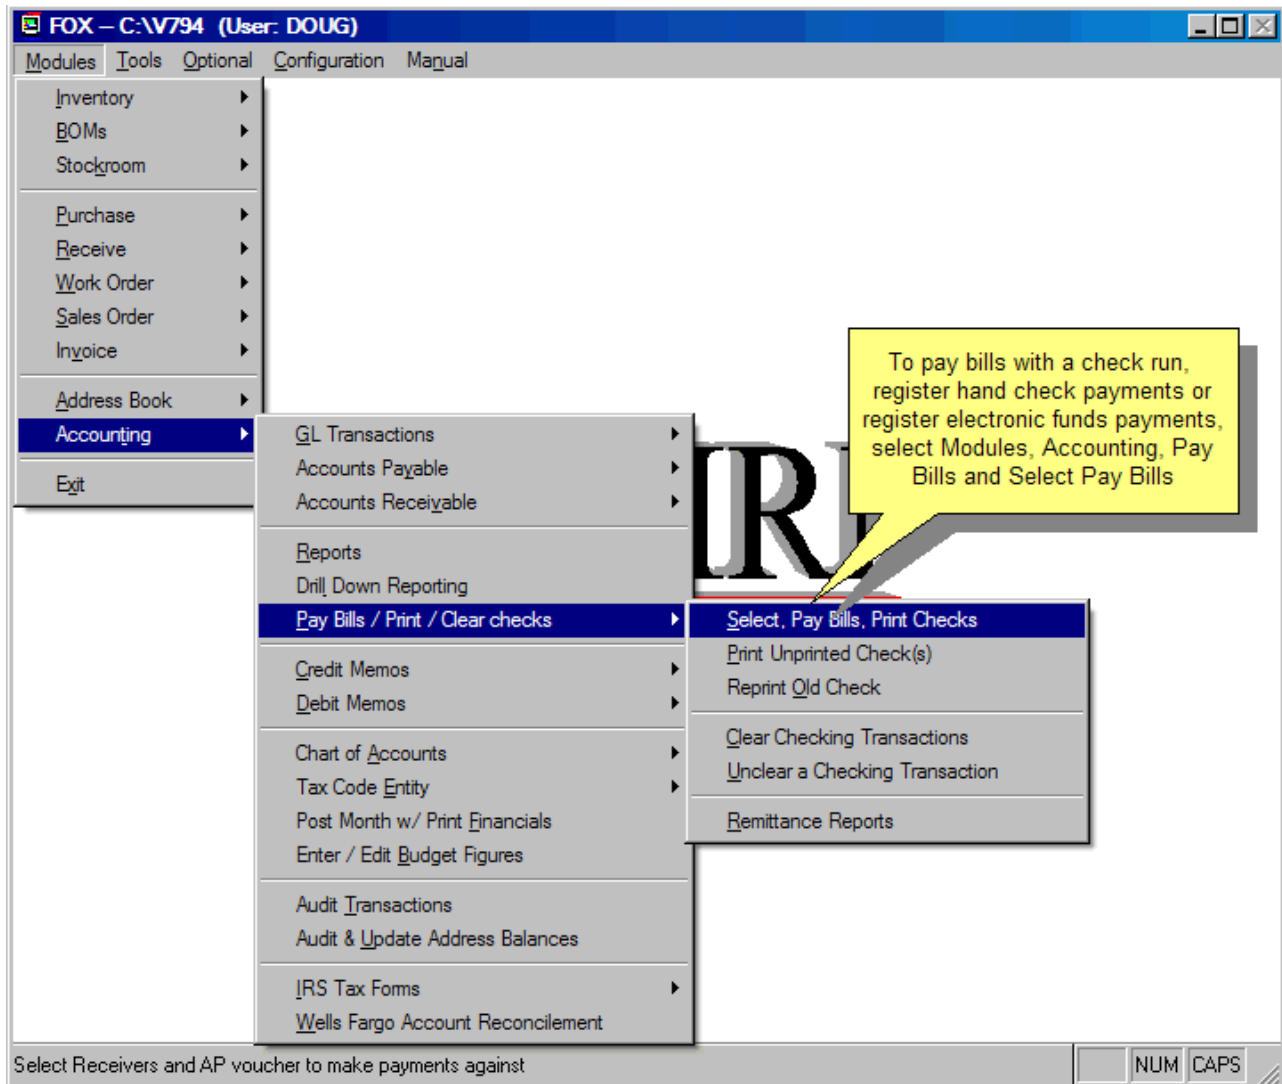 FOX – C:\V794 (User: DOUG)
Modules Tools Optional Configuration Manual
Inventory
BOMs
Stockroom
Purchase
Receive
Work Order
Sales Order
Invoice
Address Book
Accounting
Exit
GL Transactions
Accounts Payable
Accounts Receivable
Reports
Drill Down Reporting
Pay Bills / Print / Clear checks
Credit Memos
Debit Memos
Chart of Accounts
Tax Code Entity
Post Month w/ Print Financials
Enter / Edit Budget Figures
Audit Transactions
Audit & Update Address Balances
IRS Tax Forms
Wells Fargo Account Reconcilement
To pay bills with a check run,
register hand check payments or
register electronic funds payments,
select Modules, Accounting, Pay
Bills and Select Pay Bills
Select, Pay Bills, Print Checks
Print Unprinted Check(s)
Reprint Old Check
Clear Checking Transactions
Unclear a Checking Transaction
Remittance Reports
Select Receivers and AP voucher to make payments against
NUM CAPS